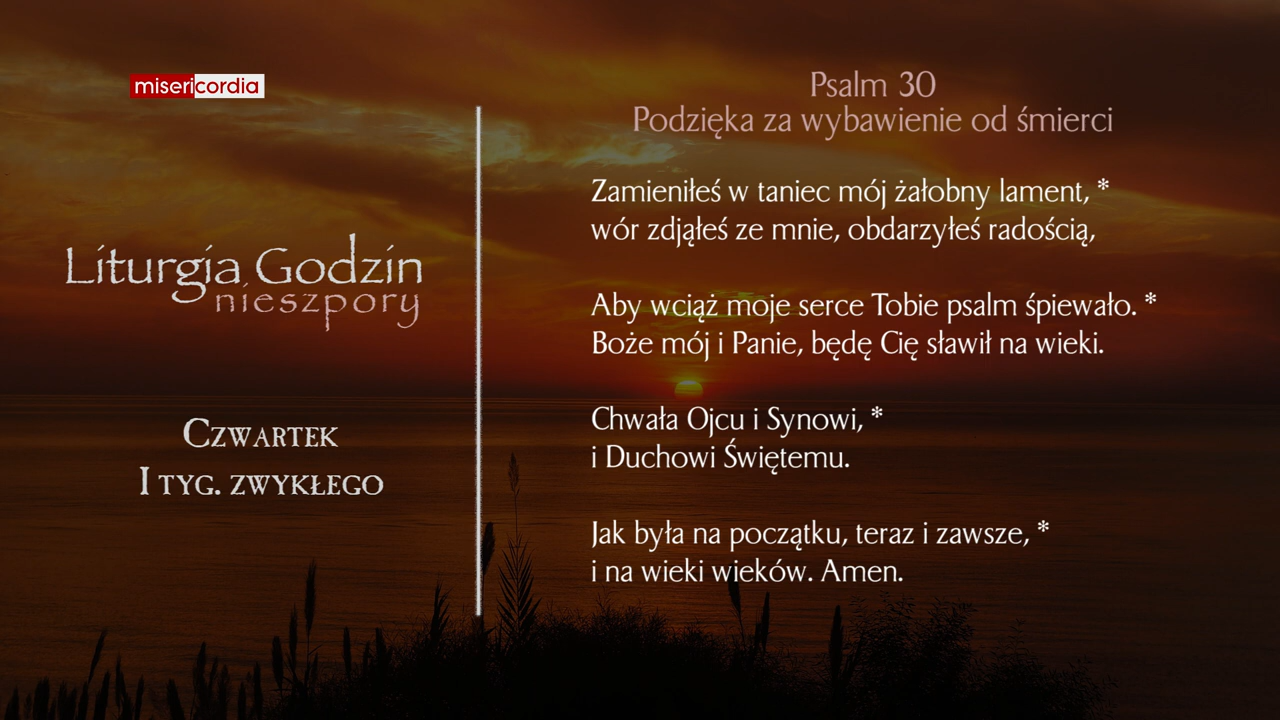 misericordia
Liturgia Godzin
nieszpory
Czwartek
I tyg. zwykłego
Psalm 30
Podzięka za wybawienie od śmierci
Zamieniłeś w taniec mój żałobny lament, *
wór zdjąłeś ze mnie, obdarzyłeś radością,
Aby wciąż moje serce Tobie psalm śpiewało. *
Boże mój i Panie, będę Cię sławił na wieki.
Chwała Ojcu i Synowi, *
i Duchowi Świętemu.
Jak była na początku, teraz i zawsze, *
i na wieki wieków. Amen.